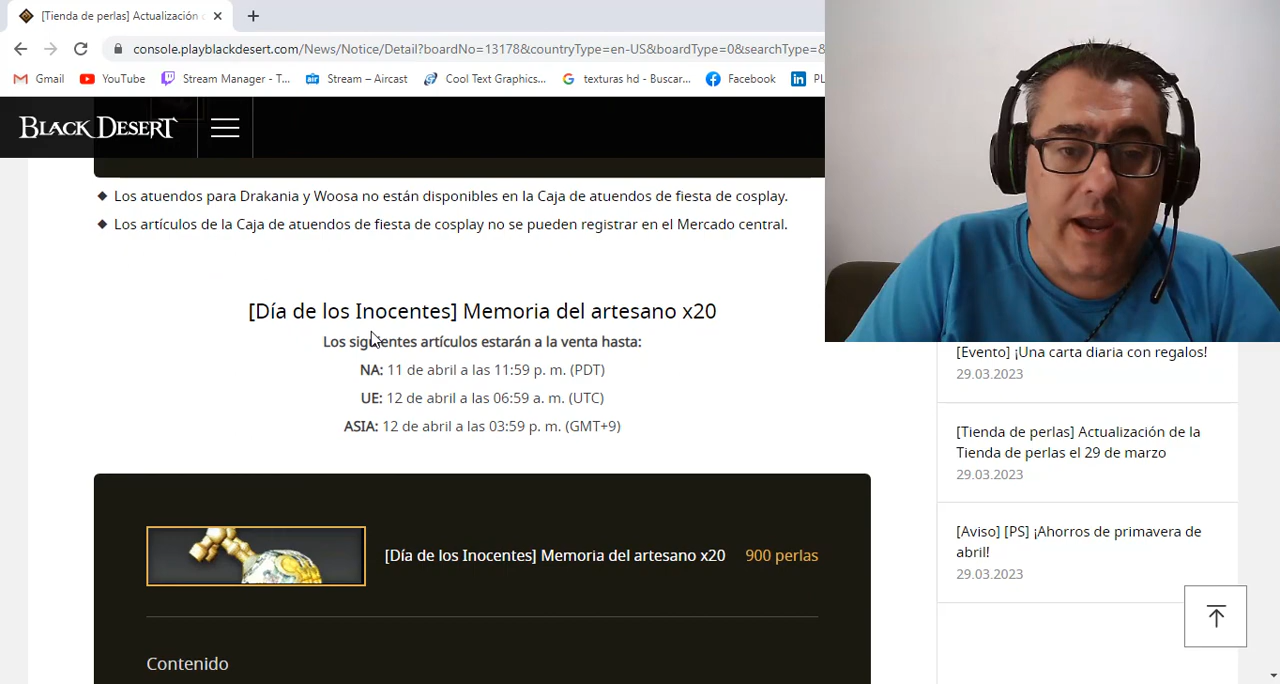 [Tienda de perlas] Actualización
console.playblackdesert.com/News/Notice/Detail?boardNo=13178&countryType=en-US&boardType=0&searchType=&
Gmail
YouTube
Stream Manager - T...
Stream – Aircast
Cool Text Graphics...
texturas hd - Buscar...
Facebook
BLACK DESERT
Los atuendos para Drakania y Woosa no están disponibles en la Caja de atuendos de fiesta de cosplay.
Los artículos de la Caja de atuendos de fiesta de cosplay no se pueden registrar en el Mercado central.
[Día de los Inocentes] Memoria del artesano x20
Los siguientes artículos estarán a la venta hasta:
NA: 11 de abril a las 11:59 p. m. (PDT)
UE: 12 de abril a las 06:59 a. m. (UTC)
ASIA: 12 de abril a las 03:59 p. m. (GMT+9)
[Día de los Inocentes] Memoria del artesano x20 900 perlas
Contenido
[Evento] ¡Una carta diaria con regalos!
29.03.2023
[Tienda de perlas] Actualización de la
Tienda de perlas el 29 de marzo
29.03.2023
[Aviso] [PS] ¡Ahorros de primavera de
abril!
29.03.2023